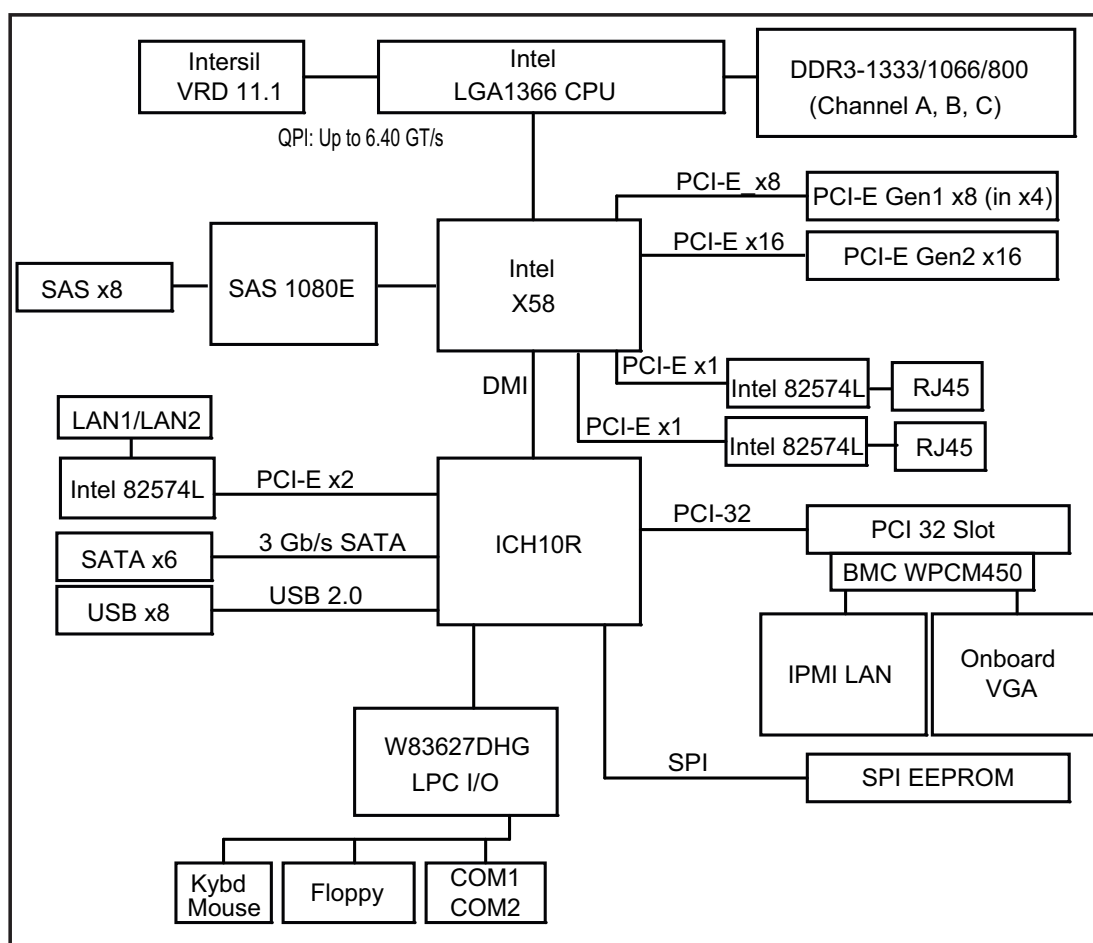 Intersil
VRD 11.1
Intel
LGA1366 CPU
DDR3-1333/1066/800
(Channel A, B, C)
QPI: Up to 6.40 GT/s
PCI-E_x8
PCI-E Gen1 x8 (in x4)
PCI-E x16
PCI-E Gen2 x16
SAS x8
SAS 1080E
Intel
X58
PCI-E x1
Intel 82574L
RJ45
DMI
PCI-E x1
Intel 82574L
RJ45
LAN1/LAN2
Intel 82574L
PCI-E x2
ICH10R
PCI-32
PCI 32 Slot
SATA x6
3 Gb/s SATA
BMC WPCM450
USB x8
USB 2.0
IPMI LAN
Onboard
VGA
W83627DHG
LPC I/O
SPI
SPI EEPROM
Kybd
Mouse
Floppy
COM1
COM2